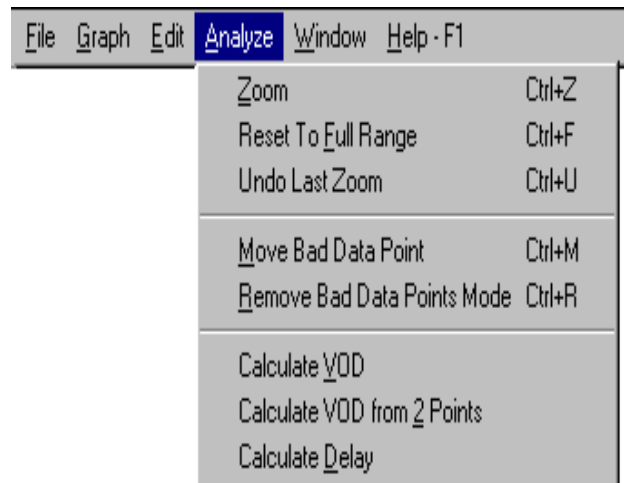 File Graph Edit Analyze Window Help - F1
Zoom Ctrl+Z
Reset To Full Range Ctrl+F
Undo Last Zoom Ctrl+U
Move Bad Data Point Ctrl+M
Remove Bad Data Points Mode Ctrl+R
Calculate VOD
Calculate VOD from 2 Points
Calculate Delay